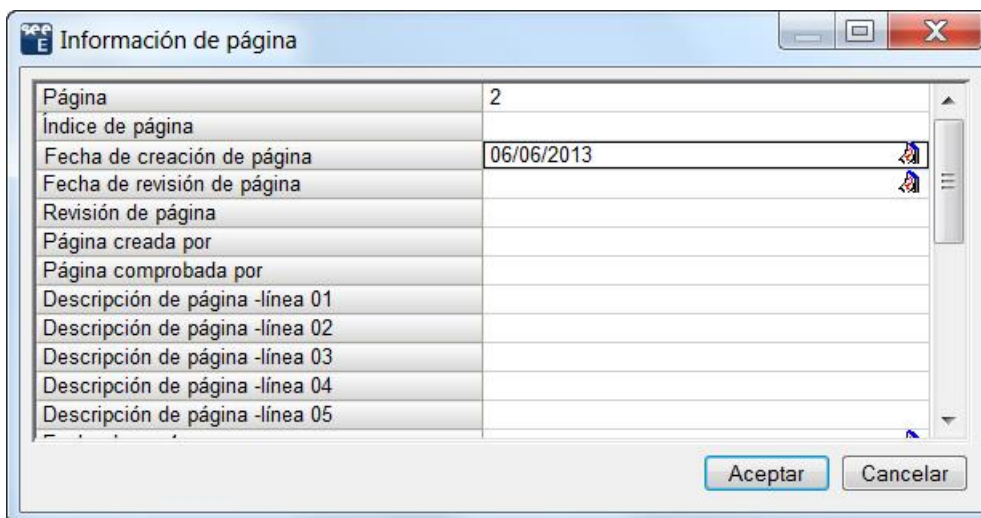 see E Información de página
Página 2
Índice de página
Fecha de creación de página 06/06/2013
Fecha de revisión de página
Revisión de página
Página creada por
Página comprobada por
Descripción de página -línea 01
Descripción de página -línea 02
Descripción de página -línea 03
Descripción de página -línea 04
Descripción de página -línea 05
Aceptar Cancelar